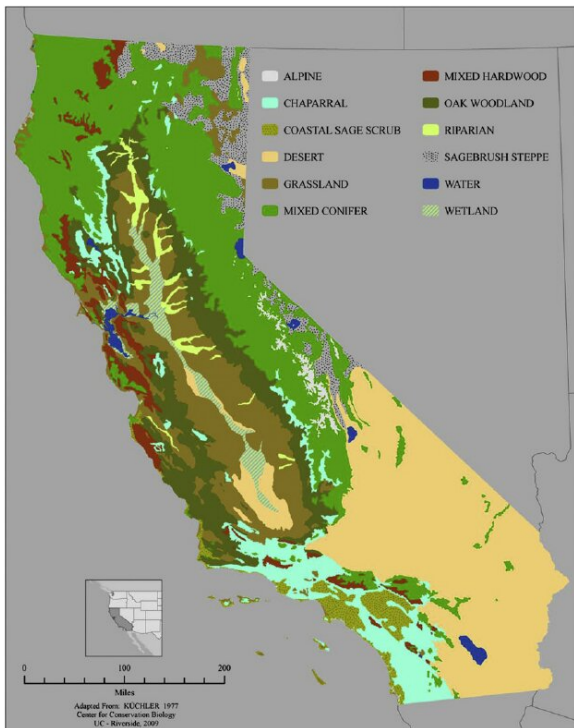 ALPINE
CHAPARRAL
COASTAL SAGE SCRUB
DESERT
GRASSLAND
MIXED CONIFER
MIXED HARDWOOD
OAK WOODLAND
RIPARIAN
SAGEBRUSH STEPPE
WATER
WETLAND
0 100 200
Miles
Adapted From: KÜCHLER 1977
Center for Conservation Biology
UC - Riverside, 2009